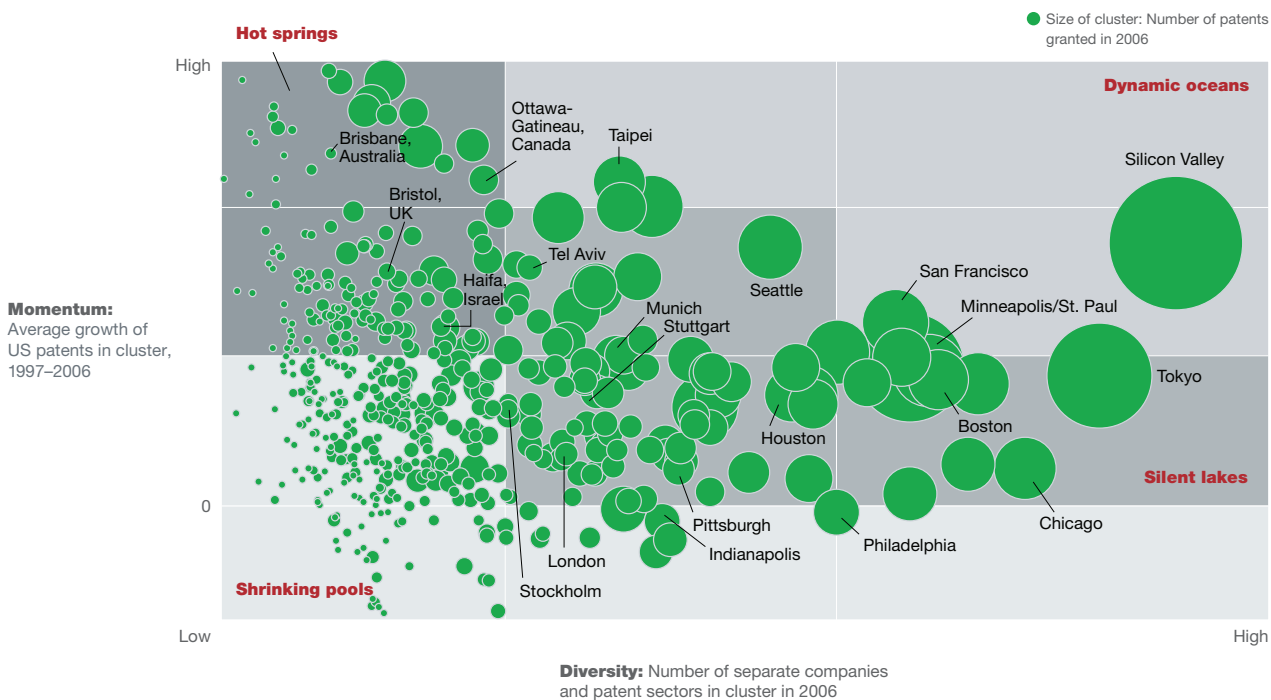 Size of cluster: Number of patents
granted in 2006
Hot springs
High
Dynamic oceans
Ottawa-
Gatineau,
Canada
Taipei
Brisbane,
Australia
Silicon Valley
Bristol,
UK
Tel Aviv
San Francisco
Haifa,
Israel
Seattle
Minneapolis/St. Paul
Momentum:
Average growth of
US patents in cluster,
1997–2006
Munich
Stuttgart
Tokyo
Houston
Boston
Silent lakes
0
Pittsburgh
Chicago
Indianapolis
Philadelphia
London
Shrinking pools
Stockholm
Low
High
Diversity: Number of separate companies
and patent sectors in cluster in 2006